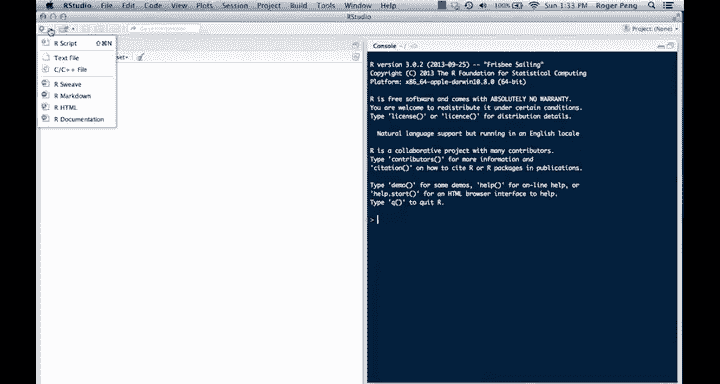 RStudio File Edit Code View Plots Session Project Build Tools Window Help 100% Sun 1:33 PM Roger Peng
RStudio
Project: (None)
R Script ⇧⌘N
Text File
C/C++ File
R Sweave
R Markdown
R HTML
R Documentation
Console ~/
R version 3.0.2 (2013-09-25) -- "Frisbee Sailing"
Copyright (C) 2013 The R Foundation for Statistical Computing
Platform: x86_64-apple-darwin10.8.0 (64-bit)
R is free software and comes with ABSOLUTELY NO WARRANTY.
You are welcome to redistribute it under certain conditions.
Type 'license()' or 'licence()' for distribution details.
Natural language support but running in an English locale
R is a collaborative project with many contributors.
Type 'contributors()' for more information and
'citation()' on how to cite R or R packages in publications.
Type 'demo()' for some demos, 'help()' for on-line help, or
'help.start()' for an HTML browser interface to help.
Type 'q()' to quit R.
>